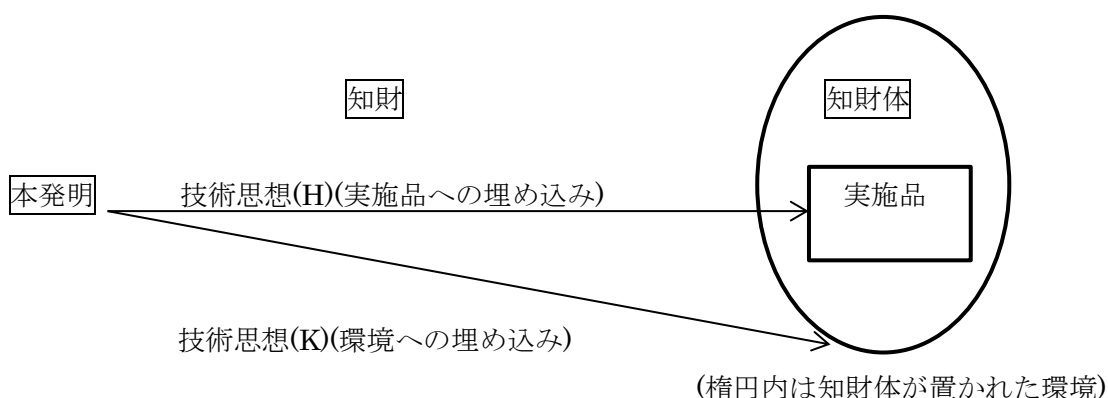 知財
知財体
本発明
技術思想(H)(実施品への埋め込み)
実施品
技術思想(K)(環境への埋め込み)
(楕円内は知財体が置かれた環境)